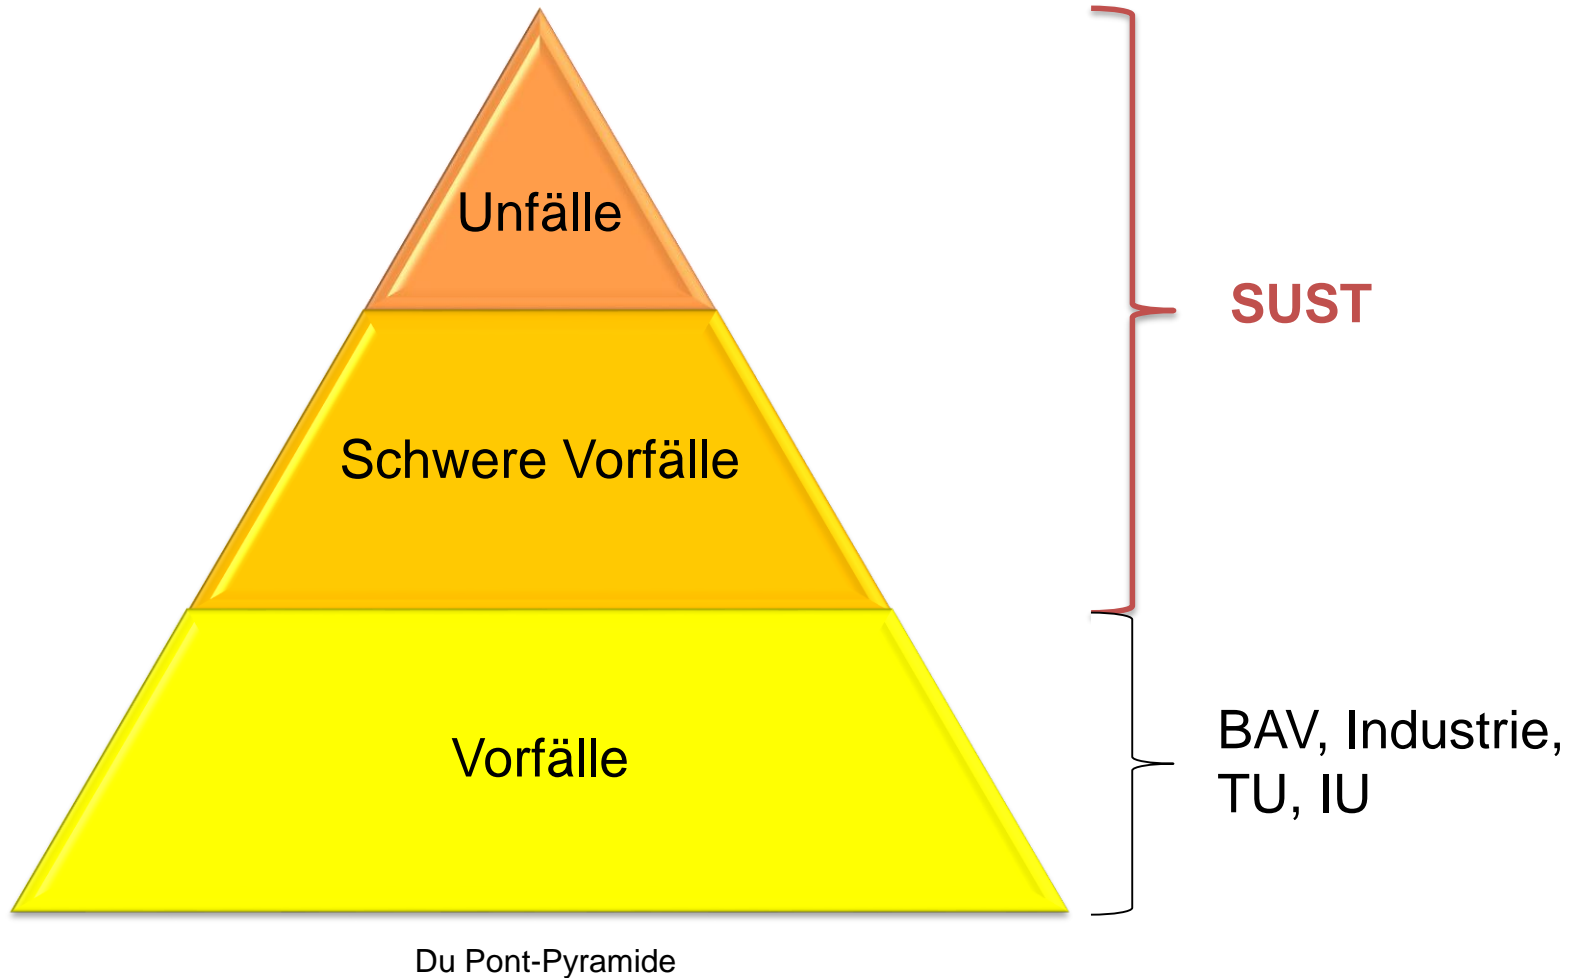 Unfälle
SUST
Schwere Vorfälle
Vorfälle
BAV, Industrie,
TU, IU
Du Pont-Pyramide